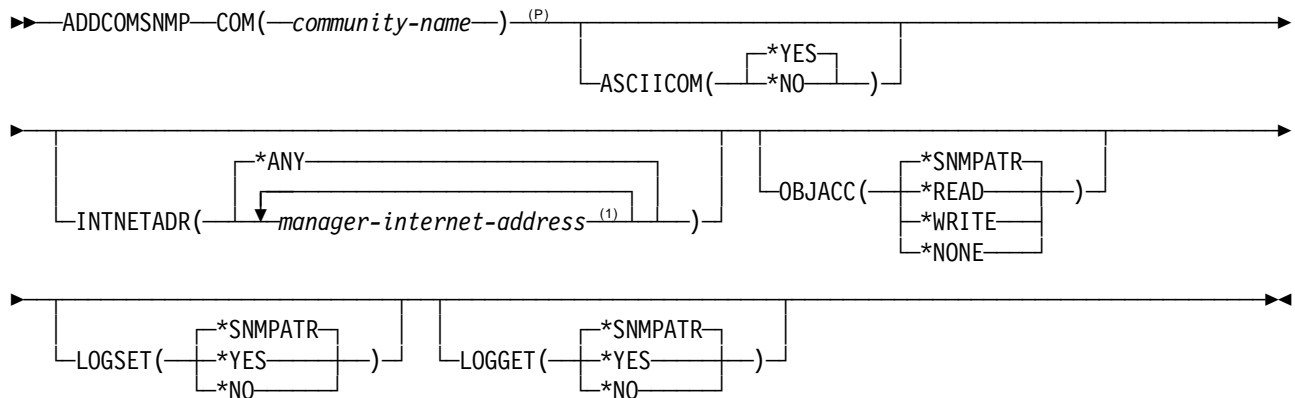 ADDCOMSNMP COM( community-name ) (P)
*YES
ASCIICOM( *NO )
*ANY
INTNETADR( manager-internet-address (1) )
*SNMPATR
OBJACC( *READ )
*WRITE
*NONE
*SNMPATR
LOGSET( *YES )
*NO
*SNMPATR
LOGGET( *YES )
*NO